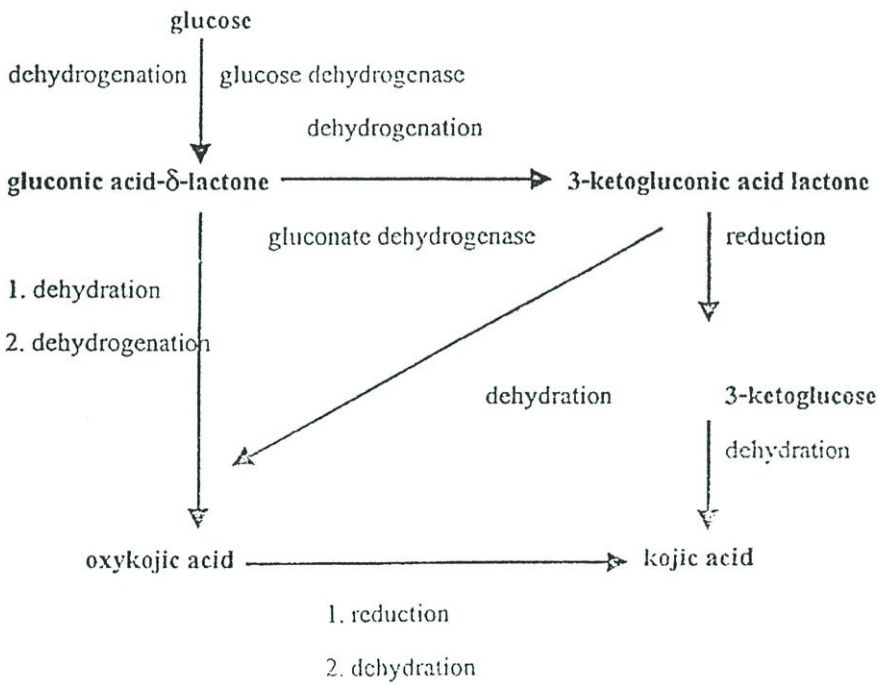 glucose
dehydrogenation glucose dehydrogenase
dehydrogenation
gluconic acid-δ-lactone 3-ketogluconic acid lactone
gluconate dehydrogenase reduction
1. dehydration
2. dehydrogenation
dehydration 3-ketoglucose
dehydration
oxykojic acid kojic acid
1. reduction
2. dehydration